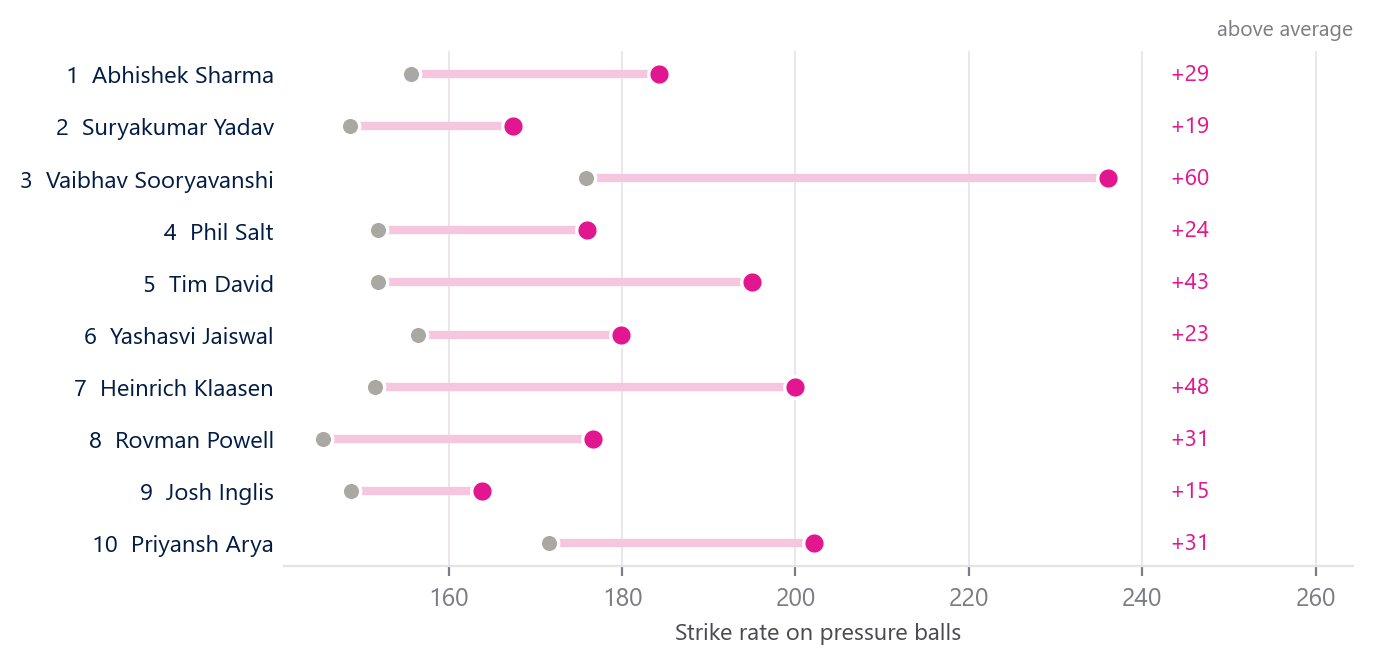 above average
1 Abhishek Sharma +29
2 Suryakumar Yadav +19
3 Vaibhav Sooryavanshi +60
4 Phil Salt +24
5 Tim David +43
6 Yashasvi Jaiswal +23
7 Heinrich Klaasen +48
8 Rovman Powell +31
9 Josh Inglis +15
10 Priyansh Arya +31
160 180 200 220 240 260
Strike rate on pressure balls